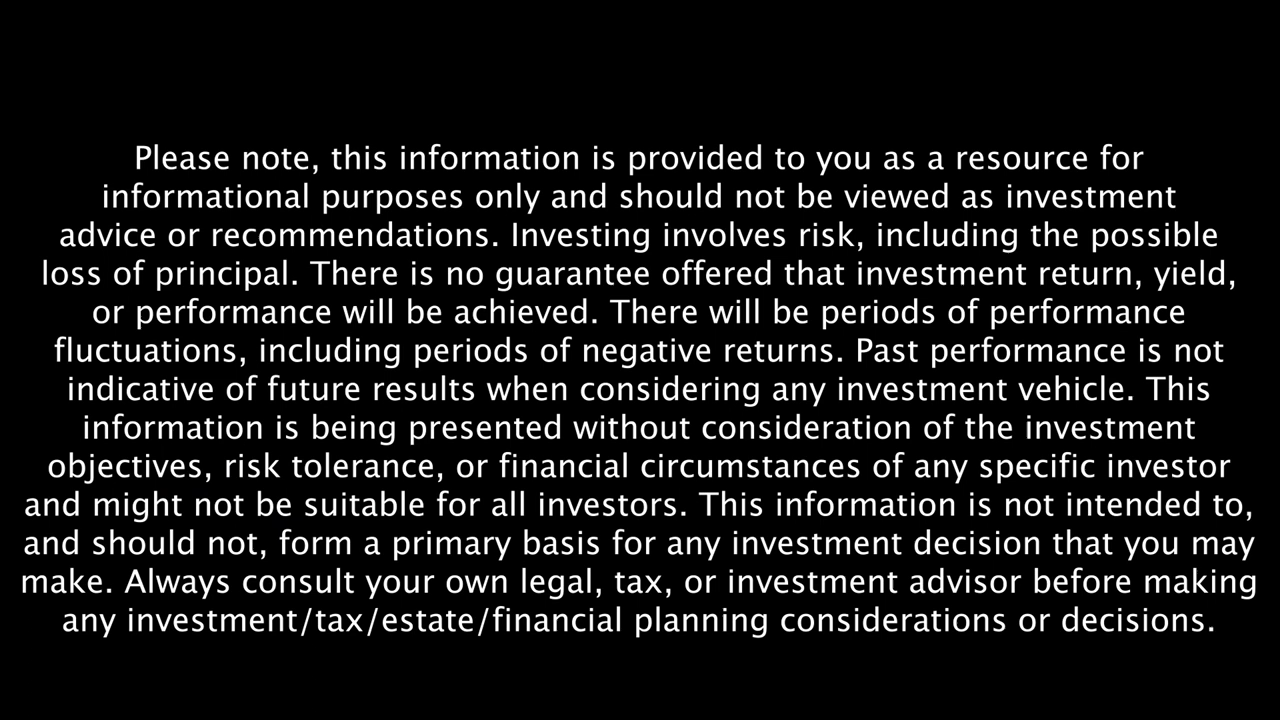 Please note, this information is provided to you as a resource for
informational purposes only and should not be viewed as investment
advice or recommendations. Investing involves risk, including the possible
loss of principal. There is no guarantee offered that investment return, yield,
or performance will be achieved. There will be periods of performance
fluctuations, including periods of negative returns. Past performance is not
indicative of future results when considering any investment vehicle. This
information is being presented without consideration of the investment
objectives, risk tolerance, or financial circumstances of any specific investor
and might not be suitable for all investors. This information is not intended to,
and should not, form a primary basis for any investment decision that you may
make. Always consult your own legal, tax, or investment advisor before making
any investment/tax/estate/financial planning considerations or decisions.